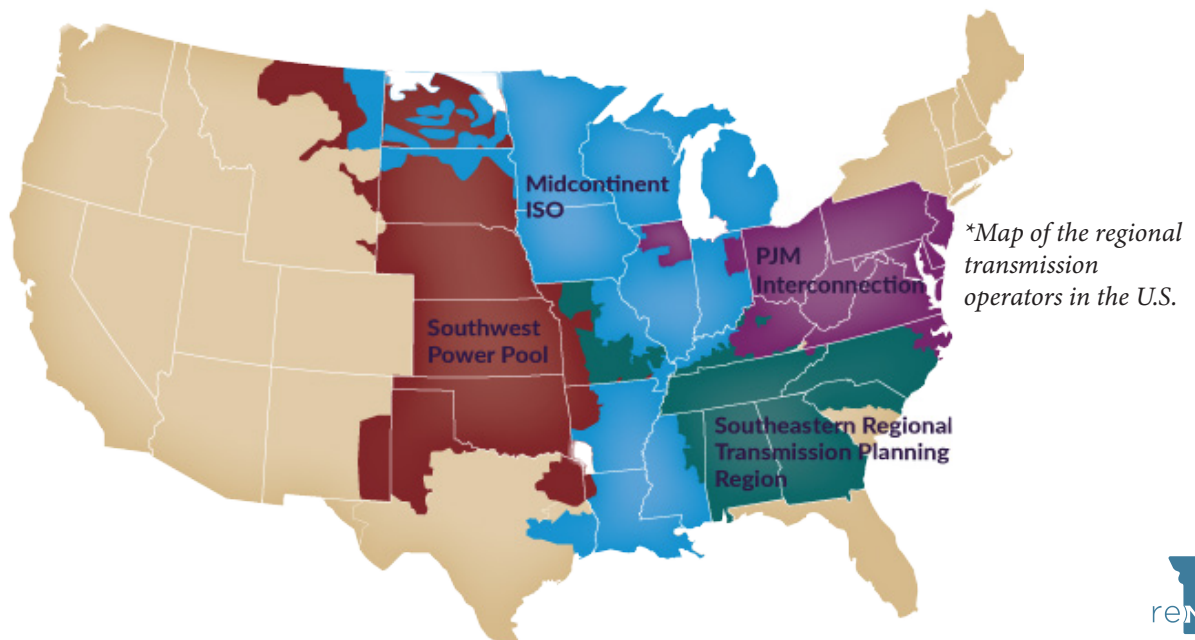 Midcontinent
ISO
PJM
Interconnection
*Map of the regional
transmission
operators in the U.S.
Southwest
Power Pool
Southeastern Regional
Transmission Planning
Region